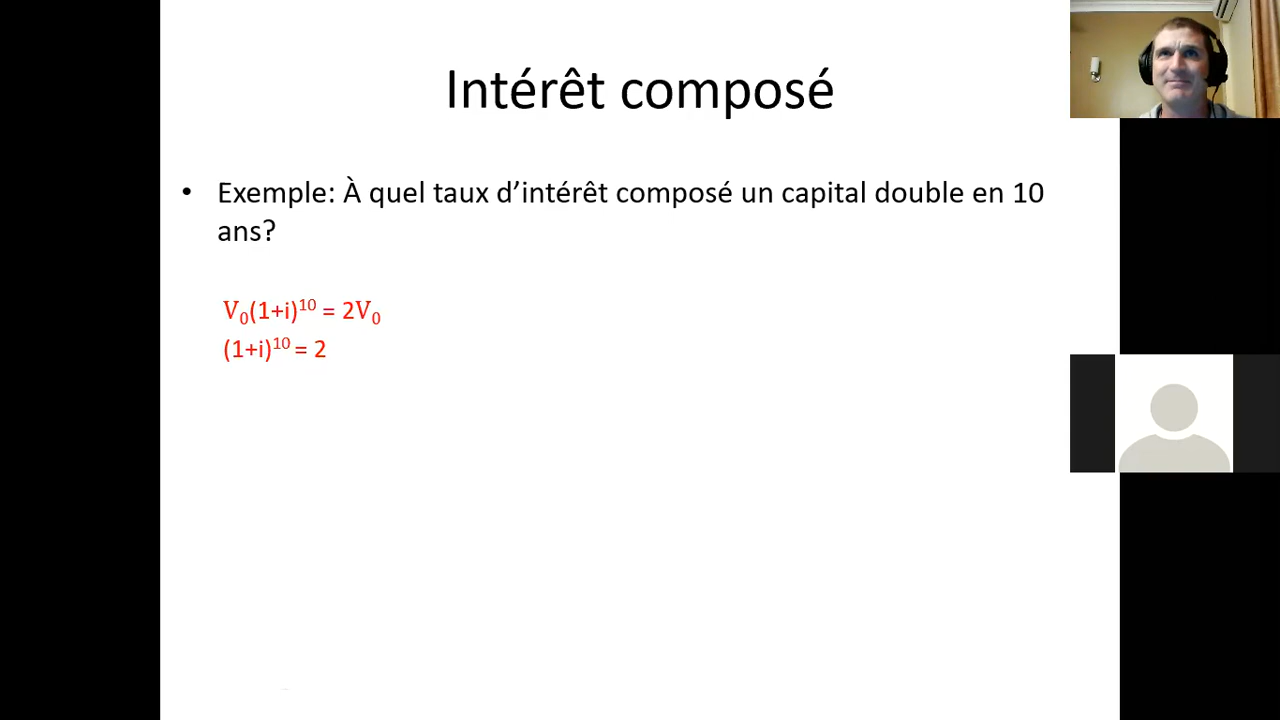 Intérêt composé
• Exemple: À quel taux d’intérêt composé un capital double en 10
ans?
V₀(1+i)¹⁰ = 2V₀
(1+i)¹⁰ = 2